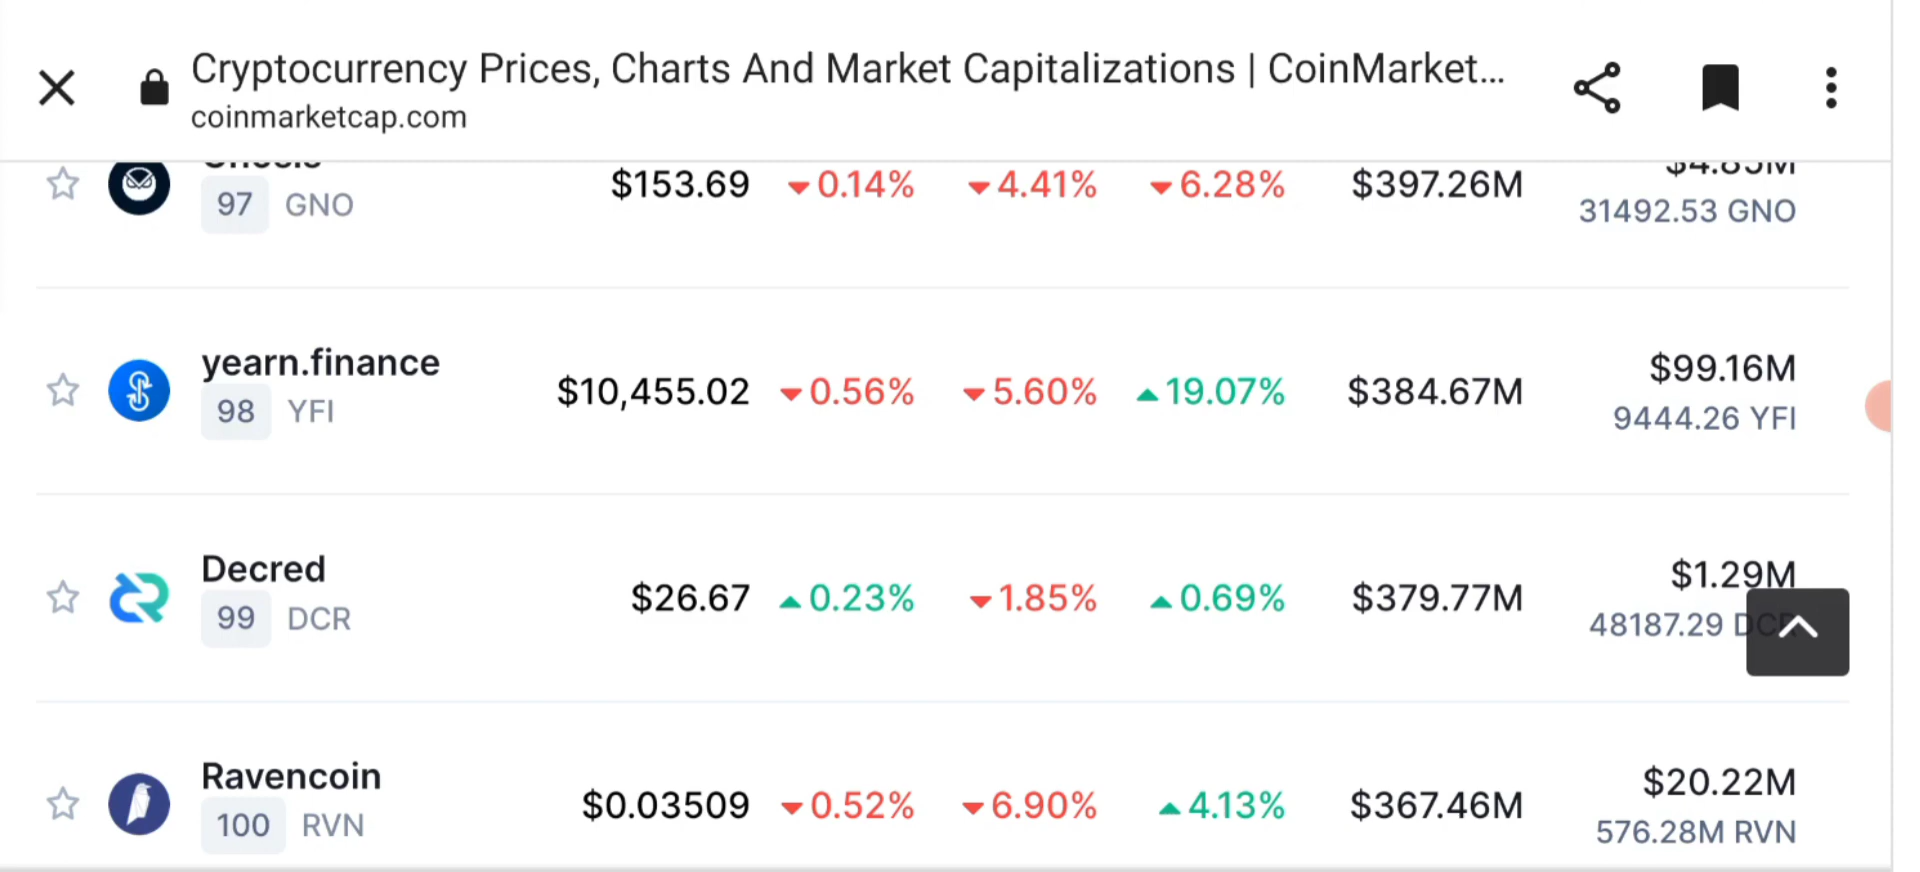 Cryptocurrency Prices, Charts And Market Capitalizations | CoinMarket...
coinmarketcap.com
97 GNO $153.69 0.14% 4.41% 6.28% $397.26M
31492.53 GNO
yearn.finance
98 YFI $10,455.02 0.56% 5.60% 19.07% $384.67M $99.16M
9444.26 YFI
Decred
99 DCR $26.67 0.23% 1.85% 0.69% $379.77M $1.29M
48187.29 DCR
Ravencoin
100 RVN $0.03509 0.52% 6.90% 4.13% $367.46M $20.22M
576.28M RVN